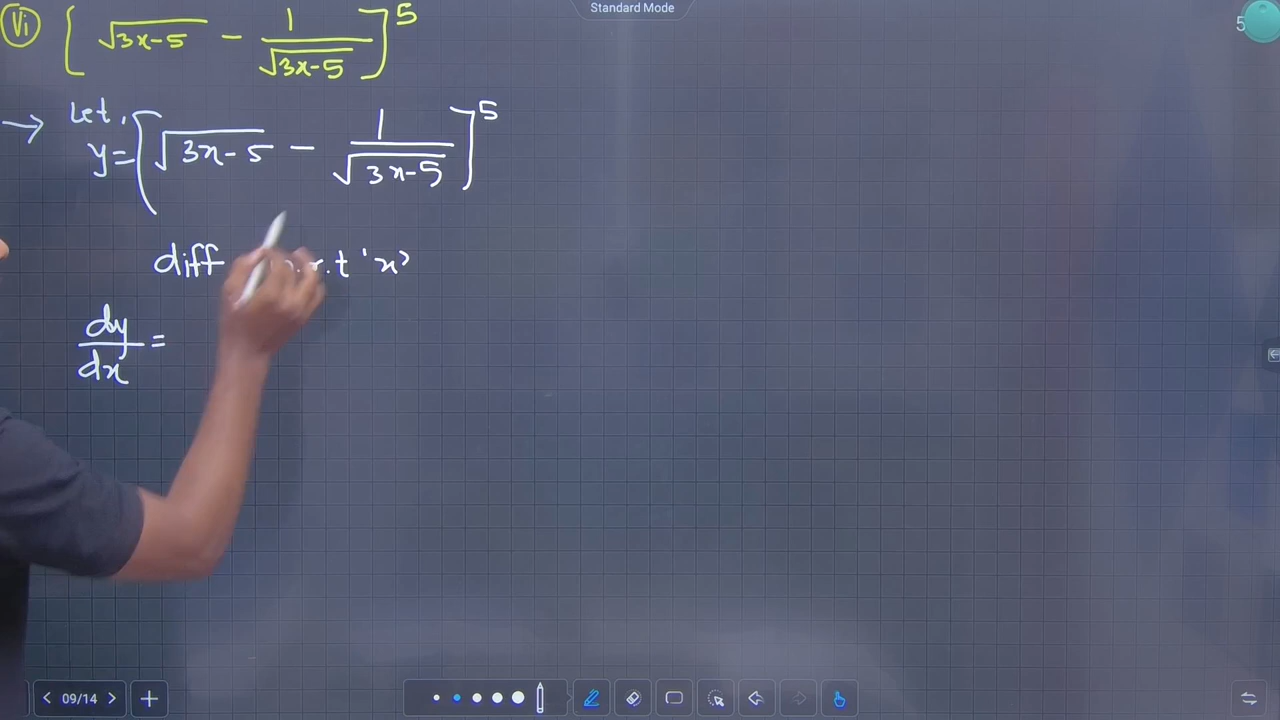 Standard Mode
5
(Vi) [√3x-5 - 1/√3x-5]^5
→ Let,
y = [√3x-5 - 1/√3x-5]^5
diff .r.t 'x'
dy/dx =
09/14